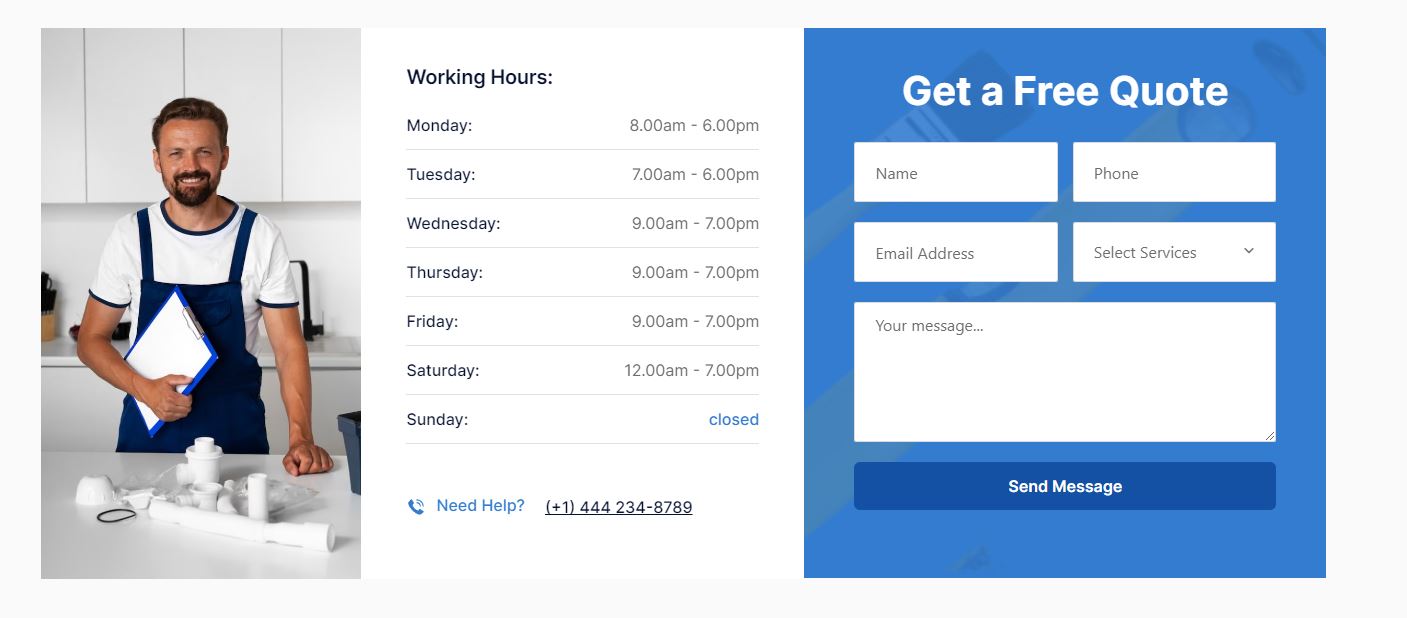 Working Hours:
Monday: 8.00am - 6.00pm
Tuesday: 7.00am - 6.00pm
Wednesday: 9.00am - 7.00pm
Thursday: 9.00am - 7.00pm
Friday: 9.00am - 7.00pm
Saturday: 12.00am - 7.00pm
Sunday: closed
Need Help? (+1) 444 234-8789
Get a Free Quote
Name Phone
Email Address Select Services
Your message...
Send Message